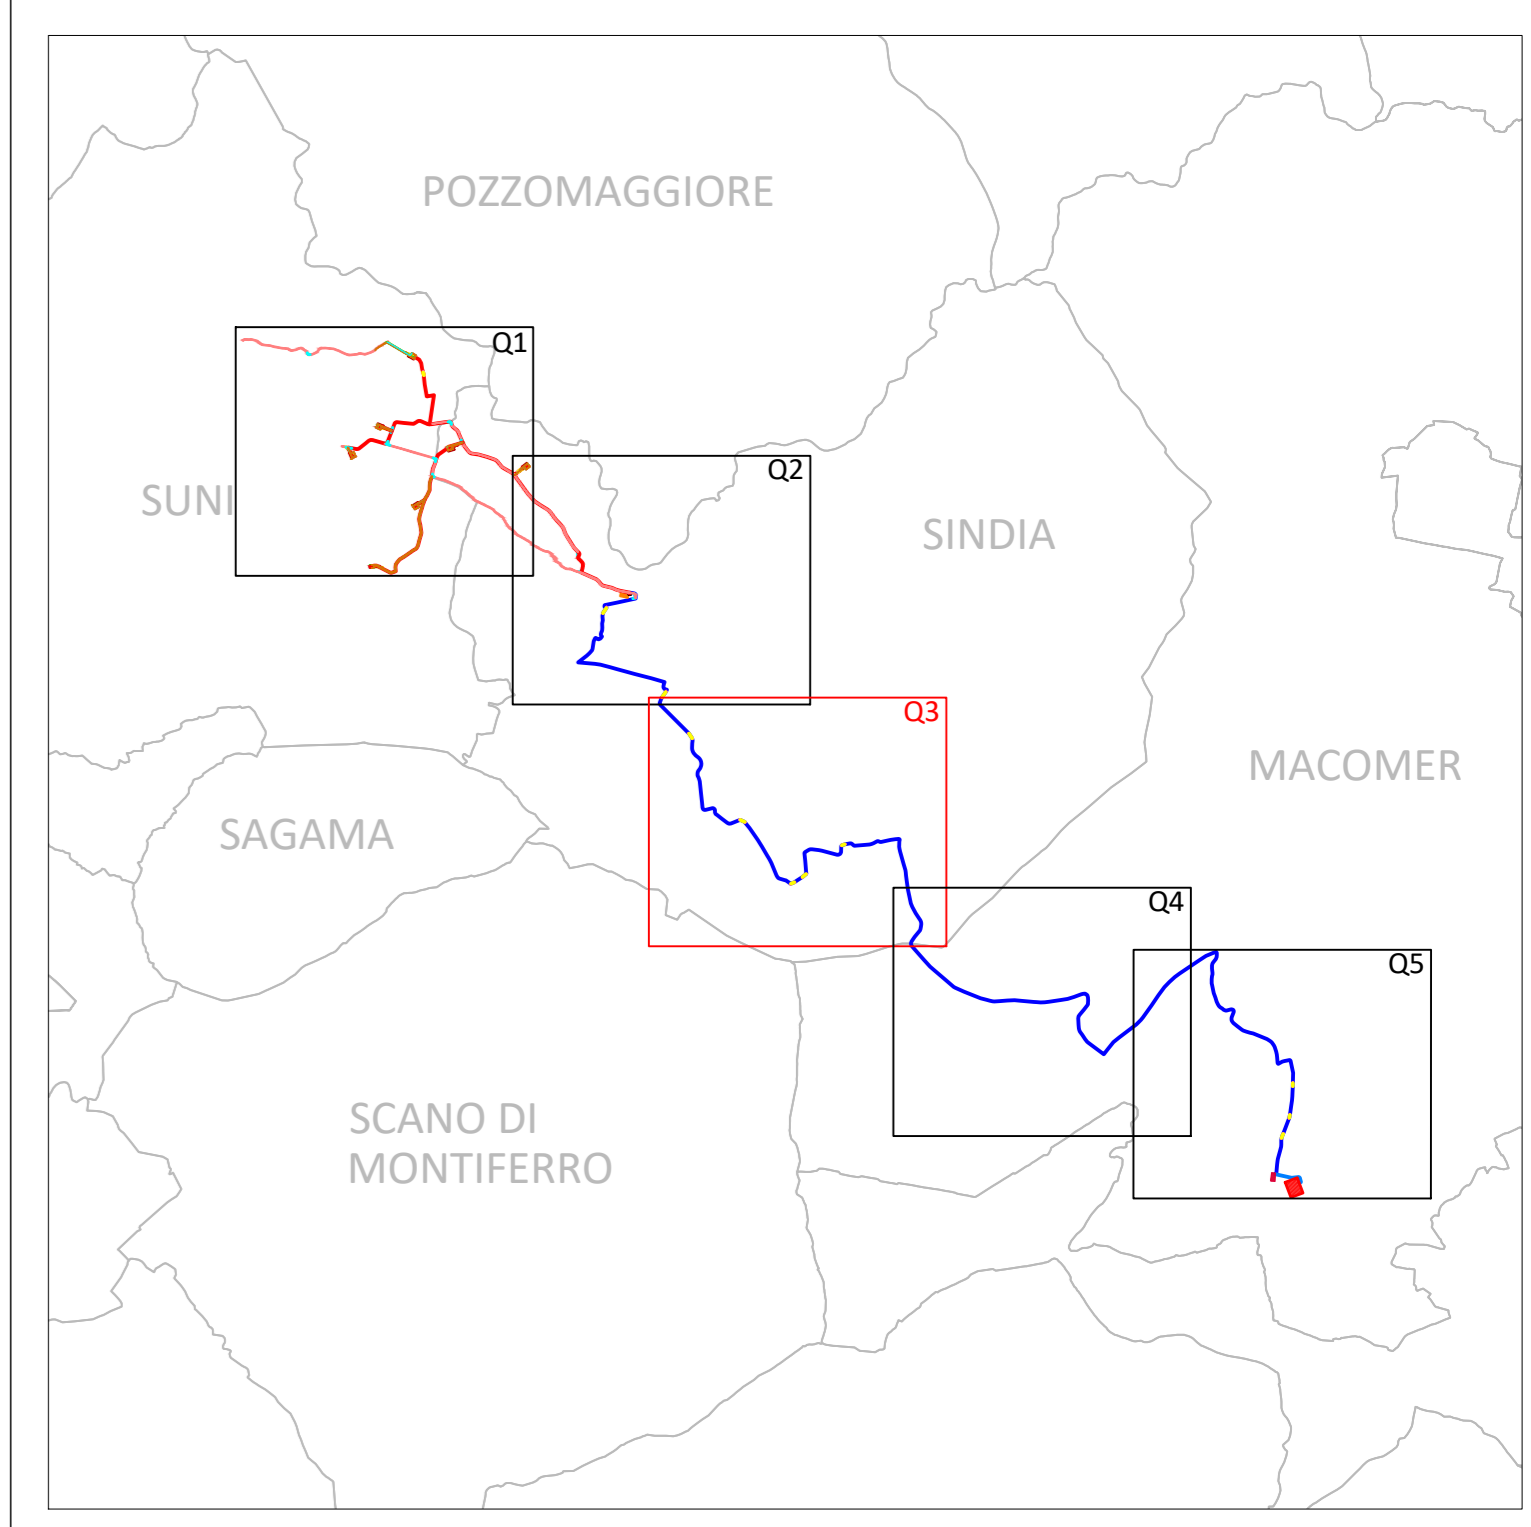 POZZOMAGGIORE
Q1
Q2
SUNI
SINDIA
Q3
MACOMER
SAGAMA
Q4
Q5
SCANO DI
MONTIFERRO